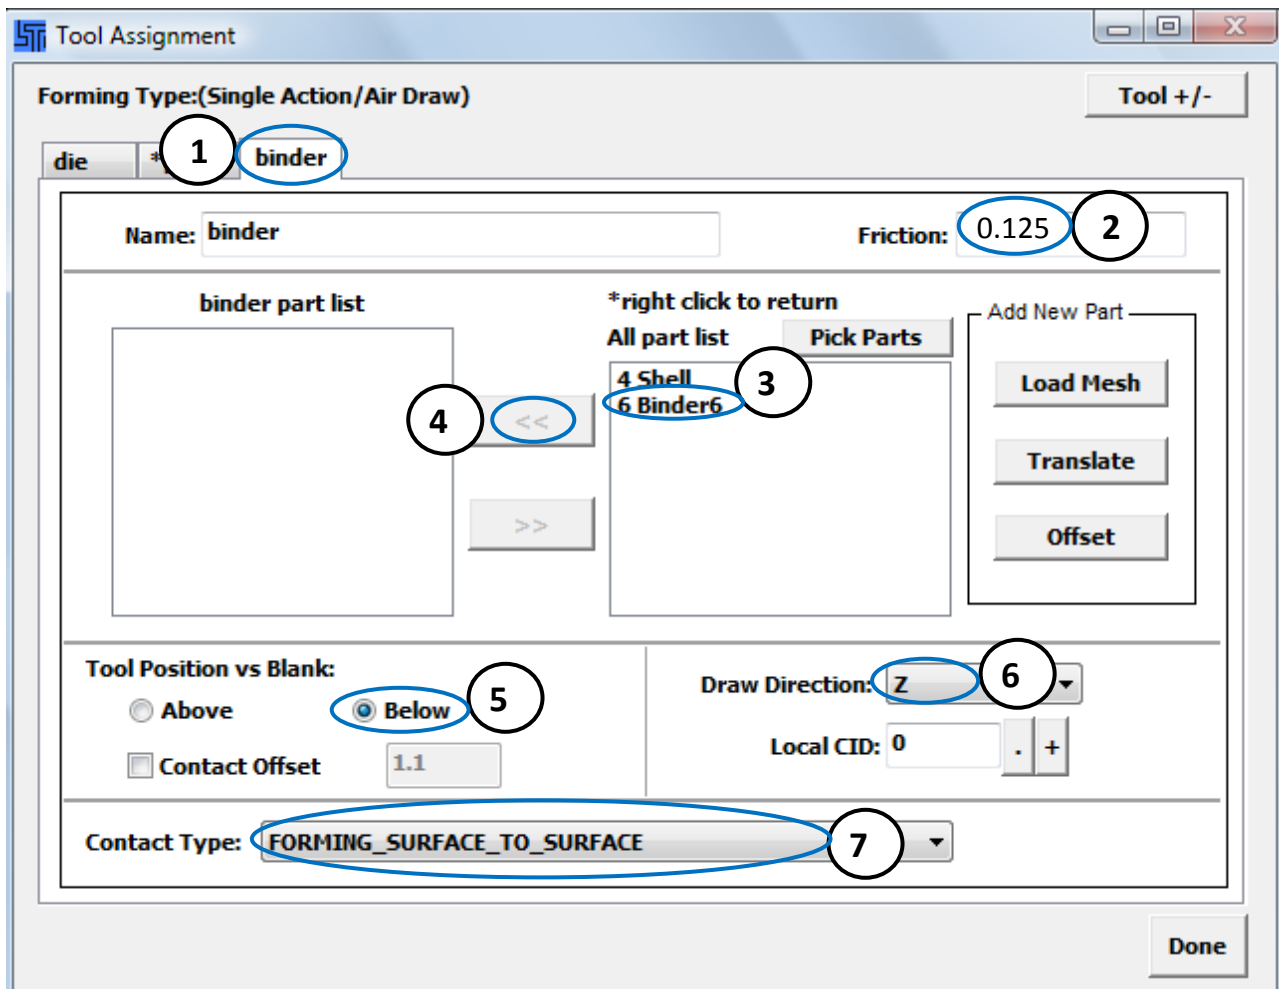 Tool Assignment
Forming Type:(Single Action/Air Draw)
Tool +/-
die
*
1
binder
Name: binder
Friction: 0.125
2
binder part list
*right click to return
All part list
Pick Parts
Add New Part
4 Shell
6 Binder6
3
4
<<
>>
Load Mesh
Translate
Offset
Tool Position vs Blank:
Above
Below
5
Contact Offset
1.1
Draw Direction: Z
6
Local CID: 0
.
+
Contact Type: FORMING_SURFACE_TO_SURFACE
7
Done